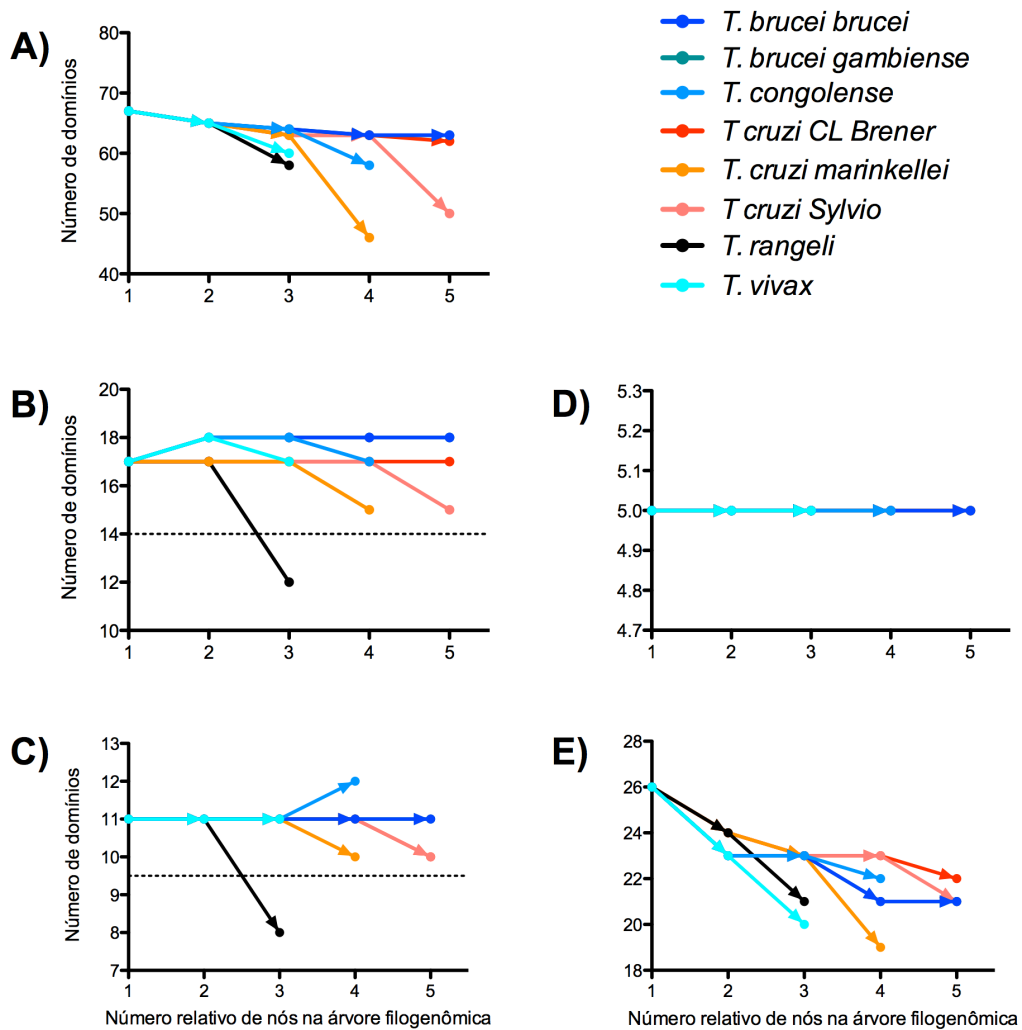 A)
Número de domínios
80
70
60
50
40
1 2 3 4 5
T. brucei brucei
T. brucei gambiense
T. congolense
T cruzi CL Brener
T. cruzi marinkellei
T cruzi Sylvio
T. rangeli
T. vivax
B)
Número de domínios
20
18
16
14
12
10
1 2 3 4 5
D)
5.3
5.2
5.1
5.0
4.9
4.8
4.7
1 2 3 4 5
C)
Número de domínios
13
12
11
10
9
8
7
1 2 3 4 5
Número relativo de nós na árvore filogenômica
E)
28
26
24
22
20
18
1 2 3 4 5
Número relativo de nós na árvore filogenômica